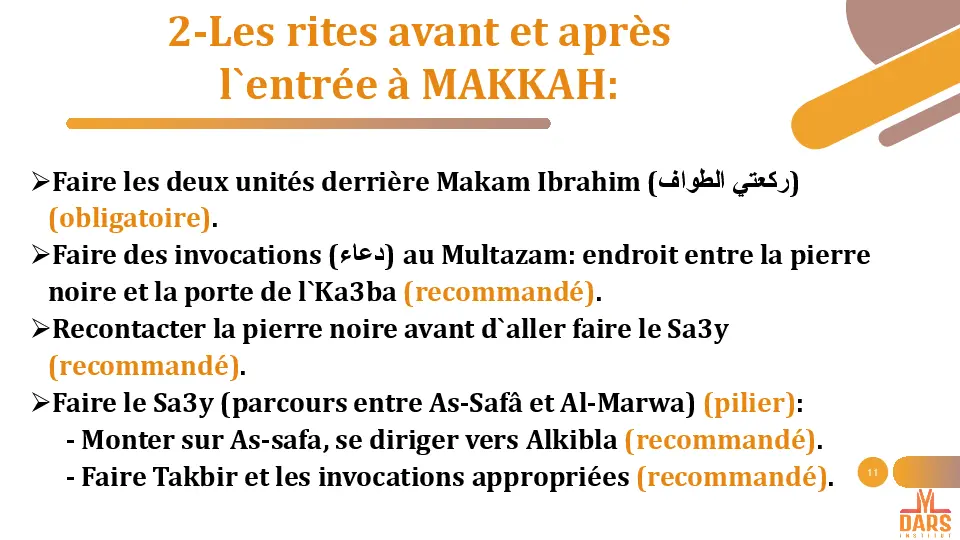 2-Les rites avant et après
l`entrée à MAKKAH:
➢Faire les deux unités derrière Makam Ibrahim (ركعتي الطواف)
(obligatoire).
➢Faire des invocations (دعاء) au Multazam: endroit entre la pierre
noire et la porte de l`Ka3ba (recommandé).
➢Recontacter la pierre noire avant d`aller faire le Sa3y
(recommandé).
➢Faire le Sa3y (parcours entre As-Safâ et Al-Marwa) (pilier):
- Monter sur As-safa, se diriger vers Alkibla (recommandé).
- Faire Takbir et les invocations appropriées (recommandé).
11
DARS
INSTITUT